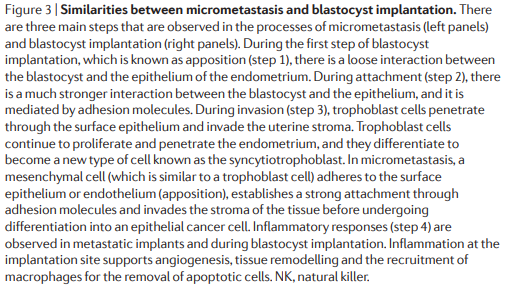 Figure 3 | Similarities between micrometastasis and blastocyst implantation. There
are three main steps that are observed in the processes of micrometastasis (left panels)
and blastocyst implantation (right panels). During the first step of blastocyst
implantation, which is known as apposition (step 1), there is a loose interaction between
the blastocyst and the epithelium of the endometrium. During attachment (step 2), there
is a much stronger interaction between the blastocyst and the epithelium, and it is
mediated by adhesion molecules. During invasion (step 3), trophoblast cells penetrate
through the surface epithelium and invade the uterine stroma. Trophoblast cells
continue to proliferate and penetrate the endometrium, and they differentiate to
become a new type of cell known as the syncytiotrophoblast. In micrometastasis, a
mesenchymal cell (which is similar to a trophoblast cell) adheres to the surface
epithelium or endothelium (apposition), establishes a strong attachment through
adhesion molecules and invades the stroma of the tissue before undergoing
differentiation into an epithelial cancer cell. Inflammatory responses (step 4) are
observed in metastatic implants and during blastocyst implantation. Inflammation at the
implantation site supports angiogenesis, tissue remodelling and the recruitment of
macrophages for the removal of apoptotic cells. NK, natural killer.